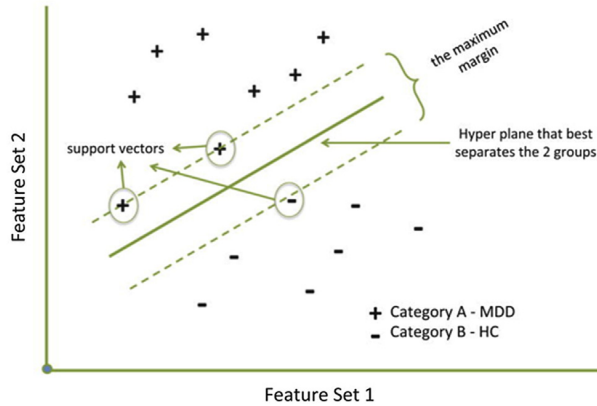 the maximum
margin
support vectors
Hyper plane that best
separates the 2 groups
Feature Set 2
+ Category A - MDD
- Category B - HC
Feature Set 1